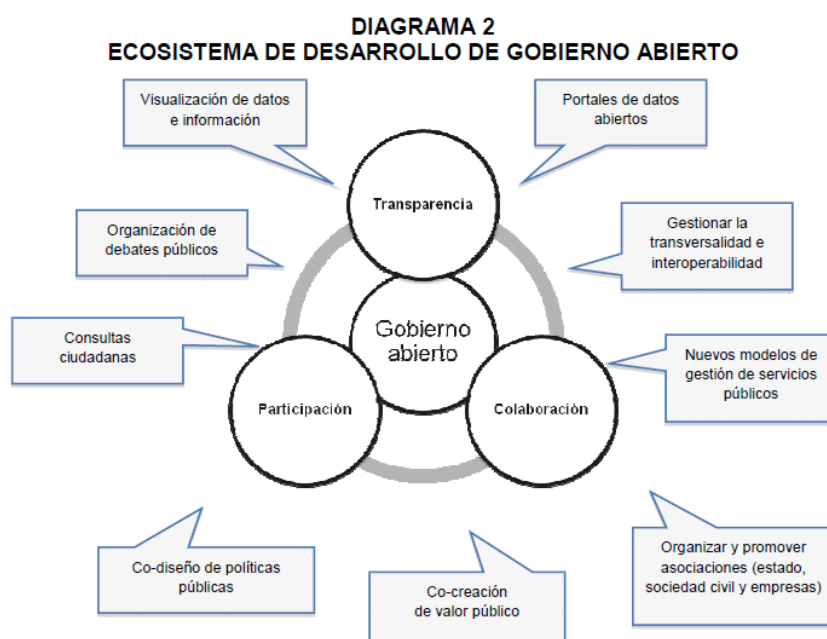 DIAGRAMA 2
ECOSISTEMA DE DESARROLLO DE GOBIERNO ABIERTO
Visualización de datos
e información
Portales de datos
abiertos
Transparencia
Organización de
debates públicos
Gestionar la
transversalidad e
interoperabilidad
Gobierno
abierto
Consultas
ciudadanas
Nuevos modelos de
gestión de servicios
públicos
Participación
Colaboración
Co-diseño de políticas
públicas
Co-creación
de valor público
Organizar y promover
asociaciones (estado,
sociedad civil y empresas)